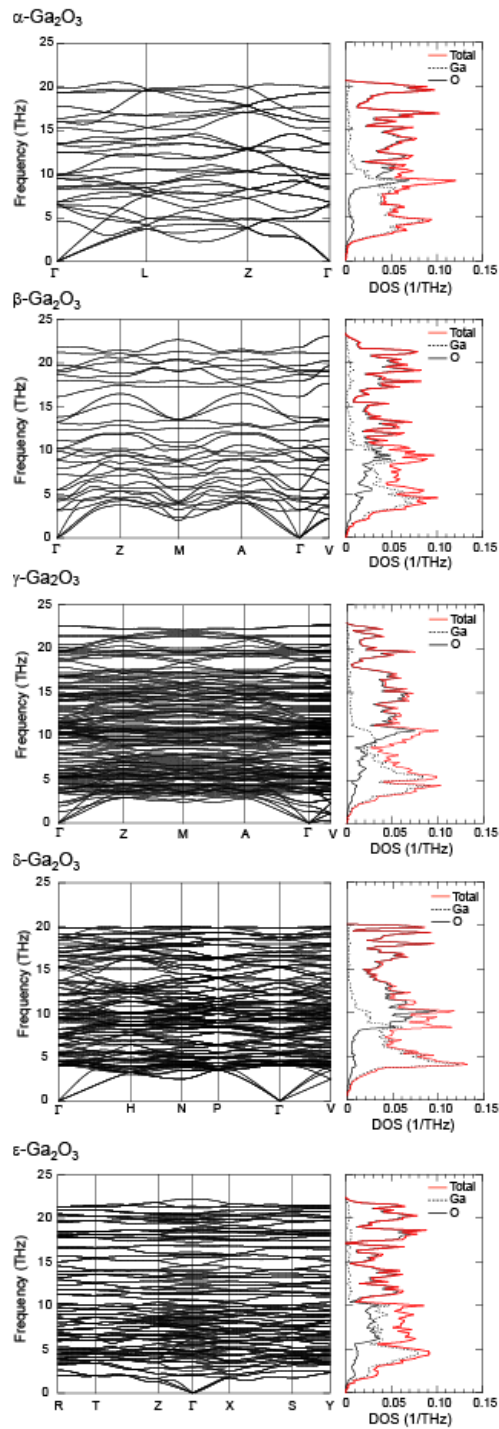 α-Ga₂O₃
25
20
15
10
5
0
Frequency (THz)
Γ L Z Γ
Total
Ga
O
0 0.05 0.10 0.15
DOS (1/THz)
β-Ga₂O₃
25
20
15
10
5
0
Frequency (THz)
Γ Z M A Γ V
Total
Ga
O
0 0.05 0.10 0.15
DOS (1/THz)
γ-Ga₂O₃
25
20
15
10
5
0
Frequency (THz)
Γ Z M A Γ V
Total
Ga
O
0 0.05 0.10 0.15
DOS (1/THz)
δ-Ga₂O₃
25
20
15
10
5
0
Frequency (THz)
Γ H N P Γ V
Total
Ga
O
0 0.05 0.10 0.15
DOS (1/THz)
ε-Ga₂O₃
25
20
15
10
5
0
Frequency (THz)
R T Z Γ X S Y
Total
Ga
O
0 0.05 0.10 0.15
DOS (1/THz)